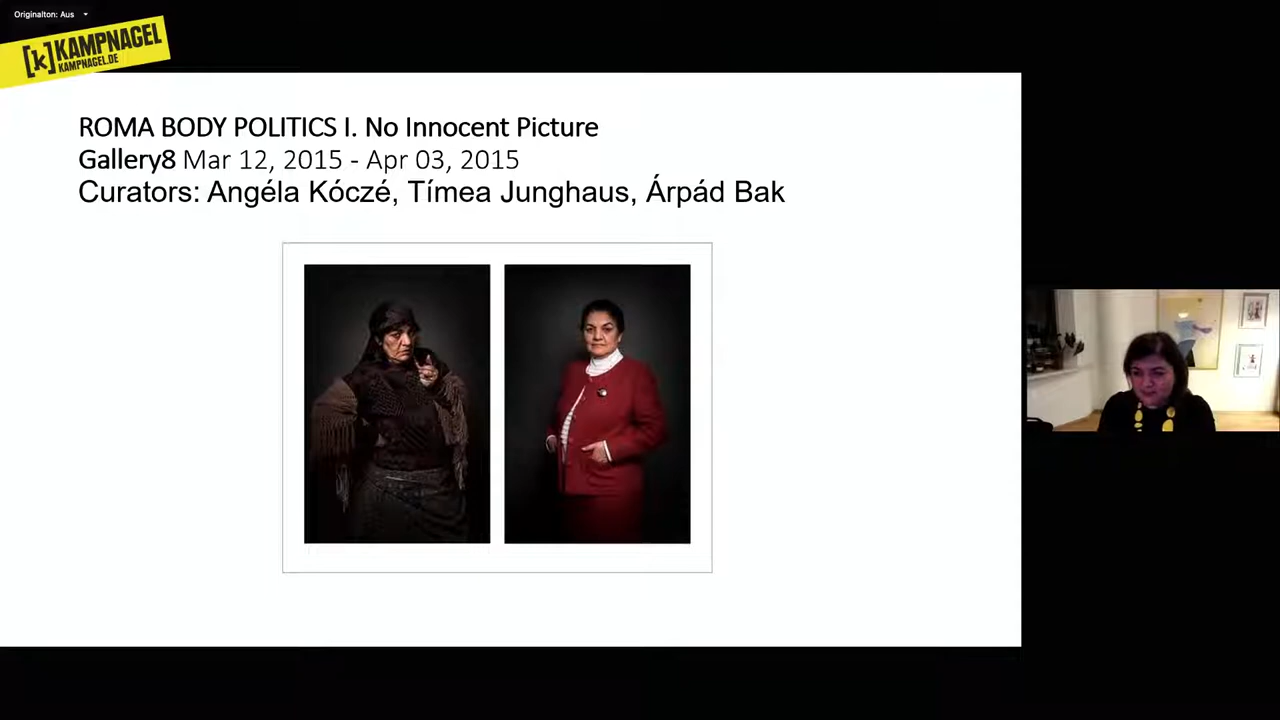 Originalton: Aus
[k] KAMPNAGEL
KAMPNAGEL.DE
ROMA BODY POLITICS I. No Innocent Picture
Gallery8 Mar 12, 2015 - Apr 03, 2015
Curators: Angéla Kóczé, Tímea Junghaus, Árpád Bak